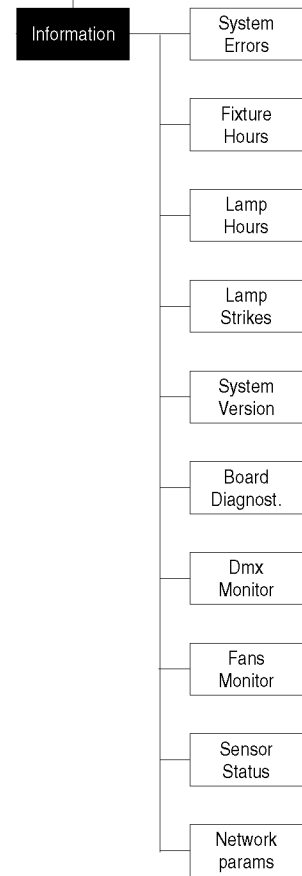 Information
System
Errors
Fixture
Hours
Lamp
Hours
Lamp
Strikes
System
Version
Board
Diagnost.
Dmx
Monitor
Fans
Monitor
Sensor
Status
Network
params